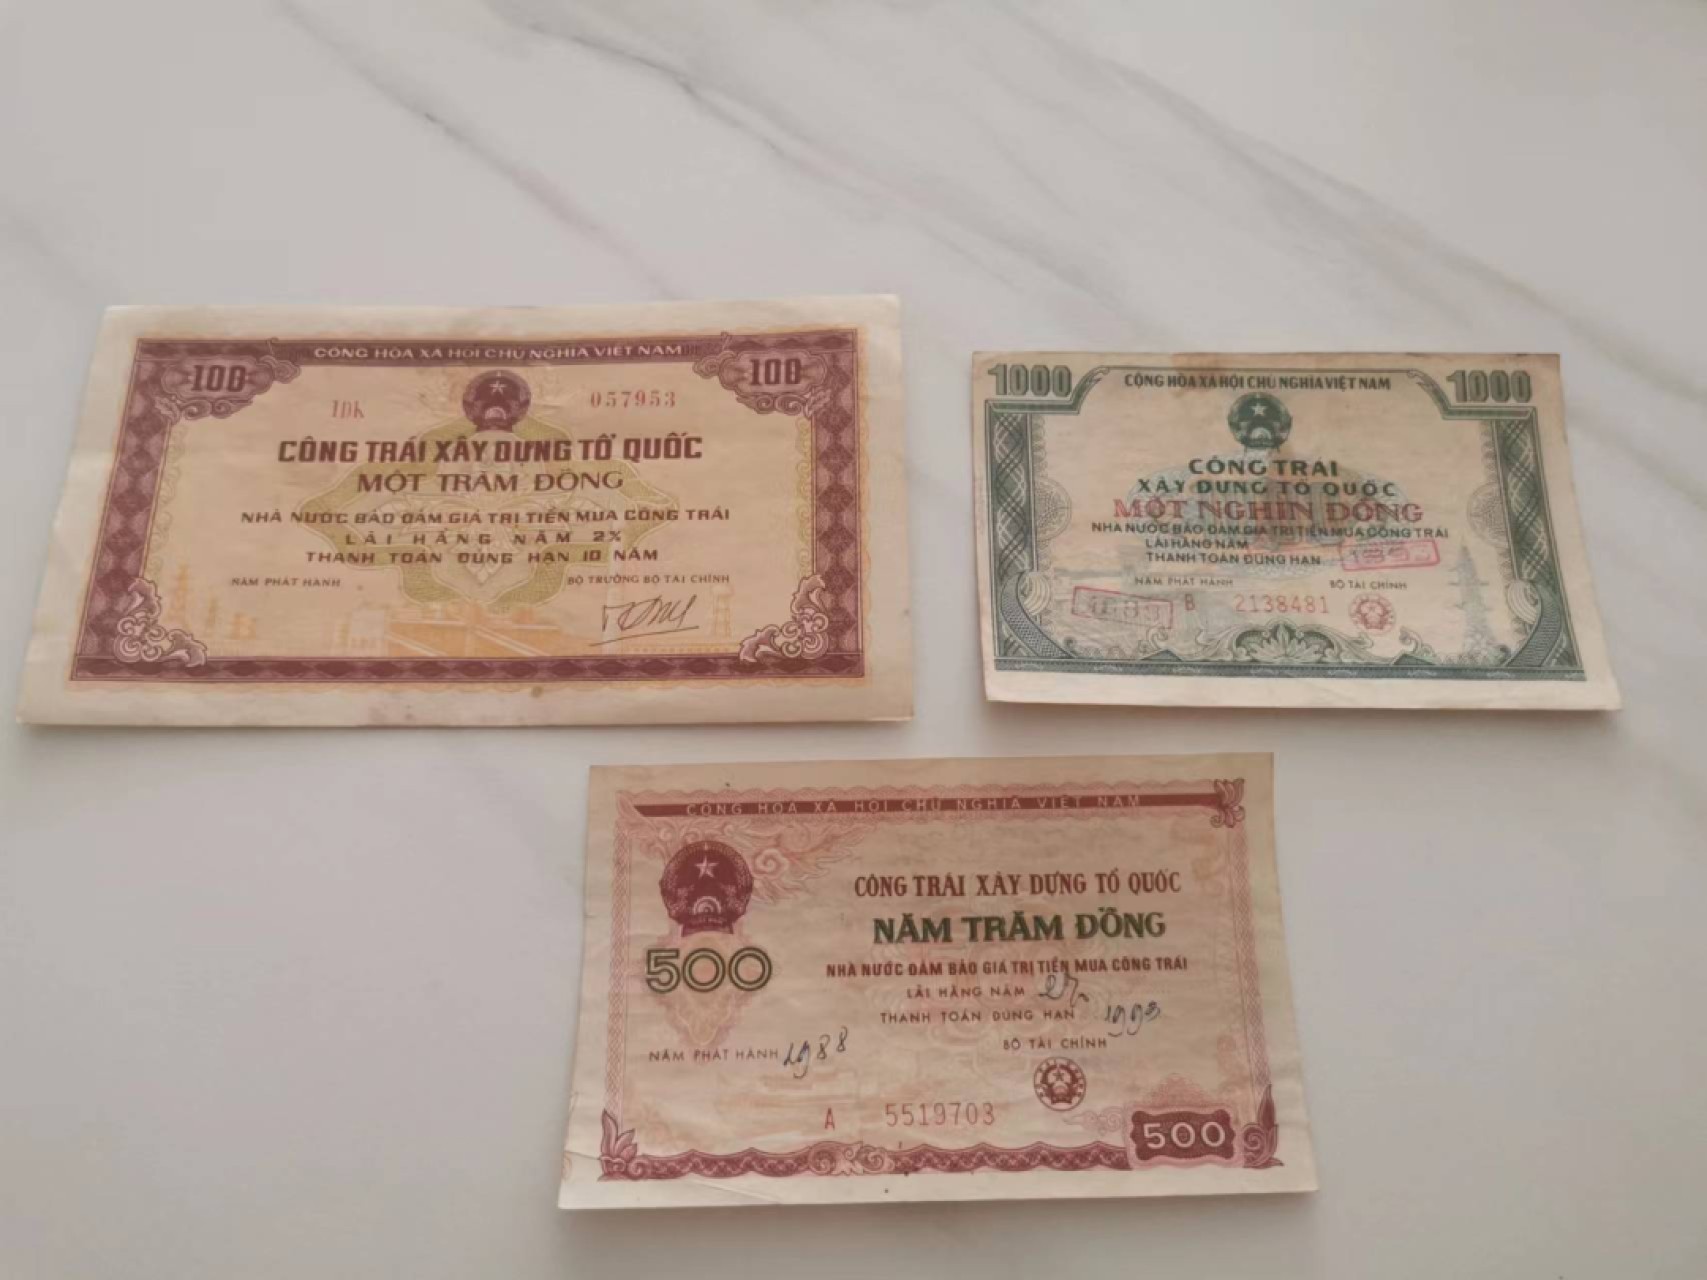 CỘNG HÒA XÃ HỘI CHỦ NGHĨA VIỆT NAM
100 100
057953
CÔNG TRÁI XÂY DỰNG TỔ QUỐC
MỘT TRĂM ĐỒNG
NHÀ NƯỚC BẢO ĐẢM GIÁ TRỊ TIỀN MUA CÔNG TRÁI
LÃI HÀNG NĂM 2%
THANH TOÁN ĐÚNG HẠN 10 NĂM
NĂM PHÁT HÀNH BỘ TRƯỞNG BỘ TÀI CHÍNH
1000 CỘNG HÒA XÃ HỘI CHỦ NGHĨA VIỆT NAM 1000
CÔNG TRÁI
XÂY DỰNG TỔ QUỐC
MỘT NGHÌN ĐỒNG
NHÀ NƯỚC BẢO ĐẢM GIÁ TRỊ TIỀN MUA CÔNG TRÁI
LÃI HÀNG NĂM
THANH TOÁN ĐÚNG HẠN
NĂM PHÁT HÀNH BỘ TÀI CHÍNH
B 2138481
CỘNG HÒA XÃ HỘI CHỦ NGHĨA VIỆT NAM
CÔNG TRÁI XÂY DỰNG TỔ QUỐC
NĂM TRĂM ĐỒNG
500
NHÀ NƯỚC ĐẢM BẢO GIÁ TRỊ TIỀN MUA CÔNG TRÁI
LÃI HÀNG NĂM
THANH TOÁN ĐÚNG HẠN 1993
NĂM PHÁT HÀNH 1988 BỘ TÀI CHÍNH
A 5519703
500